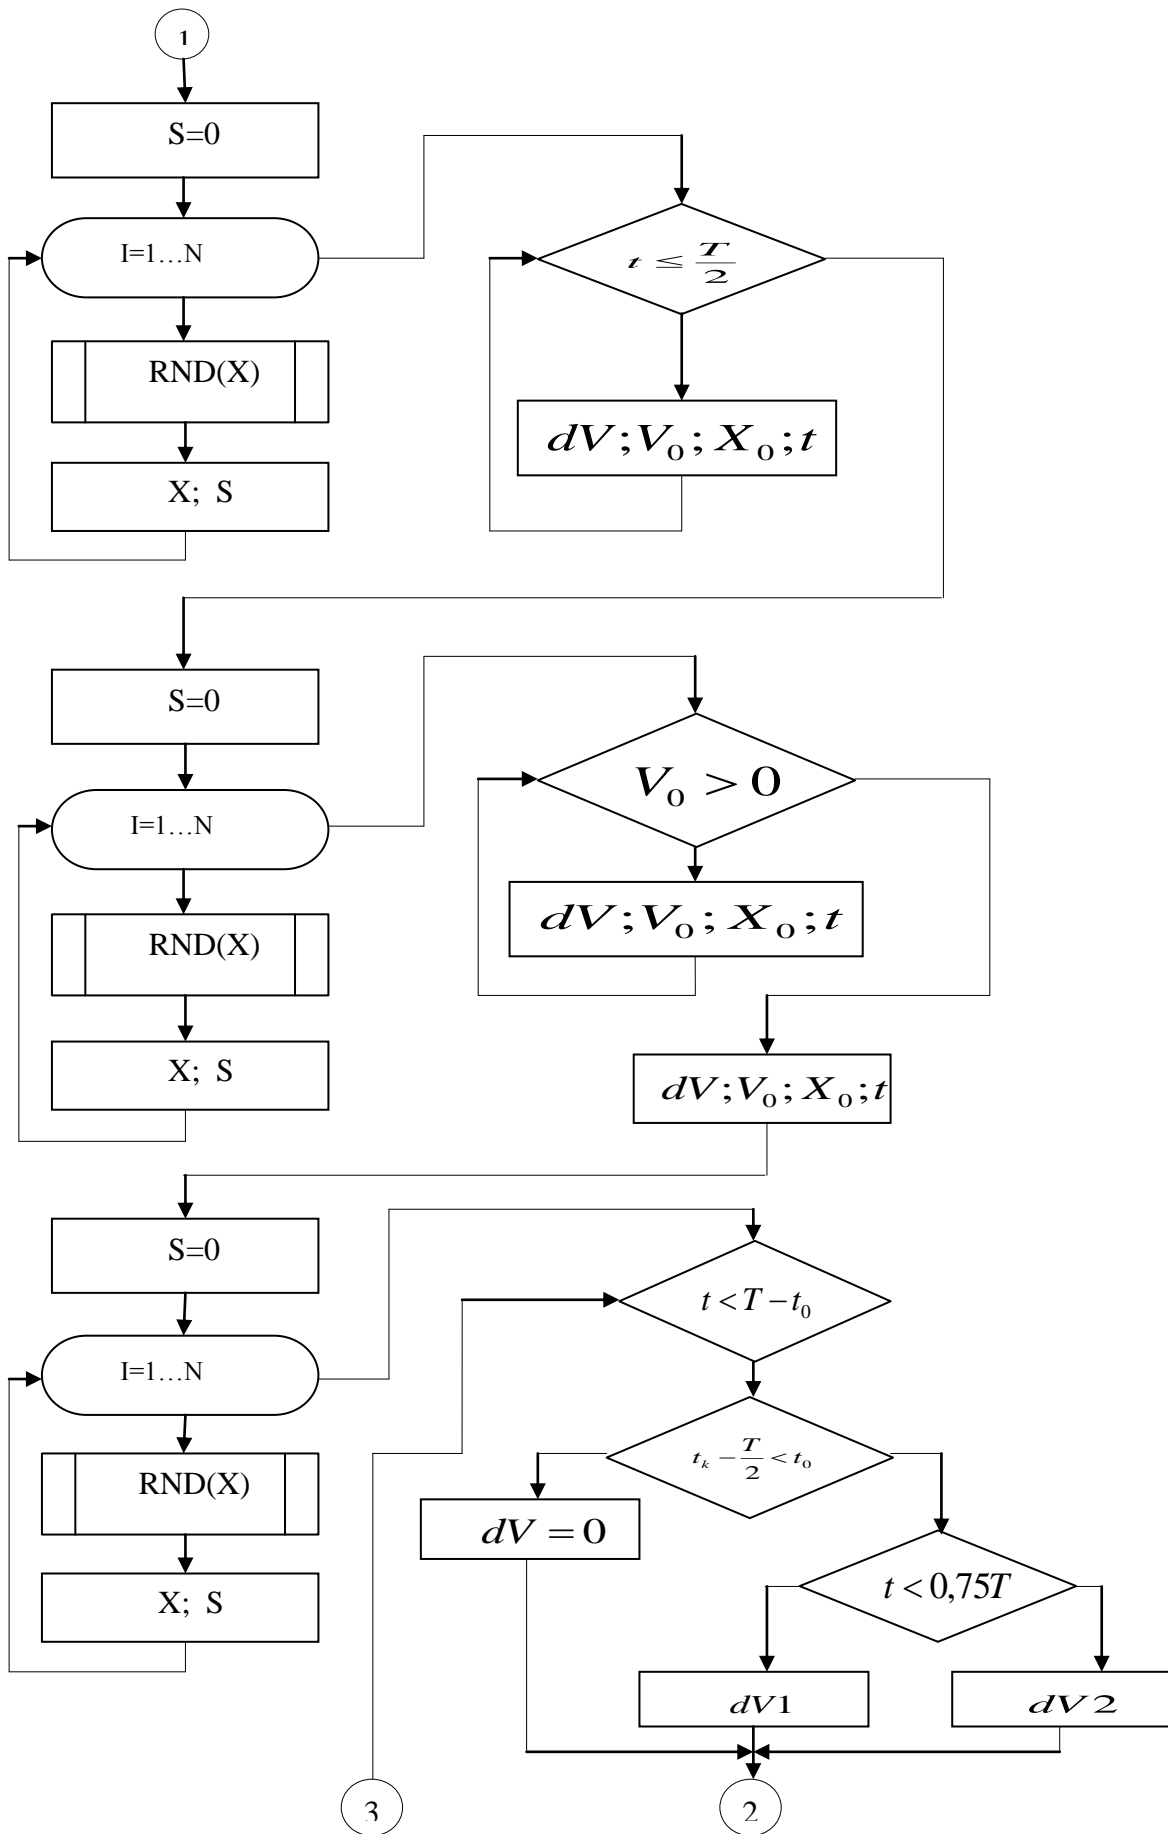 1
S=0
I=1…N
t ≤ T/2
RND(X)
dV;V₀;X₀;t
X; S
S=0
V₀ > 0
I=1…N
dV;V₀;X₀;t
RND(X)
X; S
dV;V₀;X₀;t
S=0
t < T − t₀
I=1…N
tₖ − T/2 < t₀
RND(X)
dV = 0
t < 0,75T
X; S
dV1
dV2
3
2